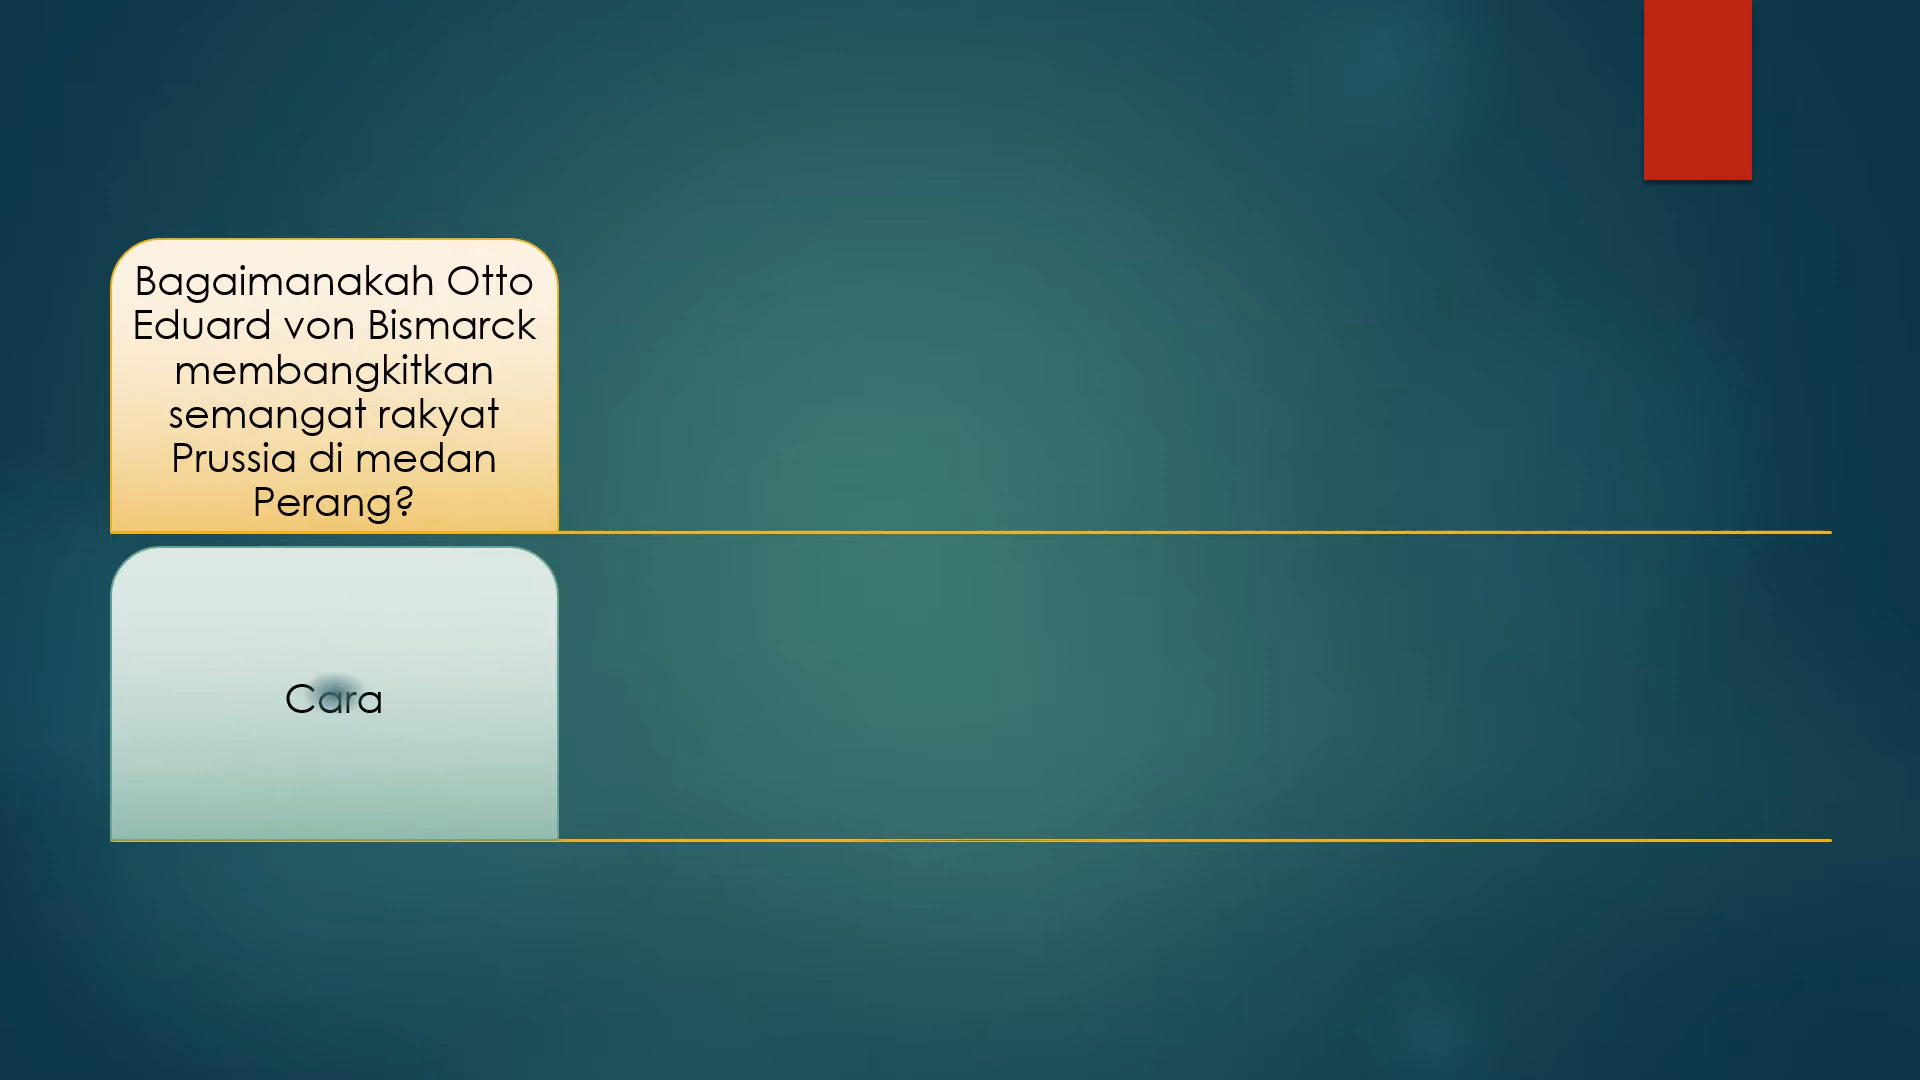 Bagaimanakah Otto
Eduard von Bismarck
membangkitkan
semangat rakyat
Prussia di medan
Perang?
Cara